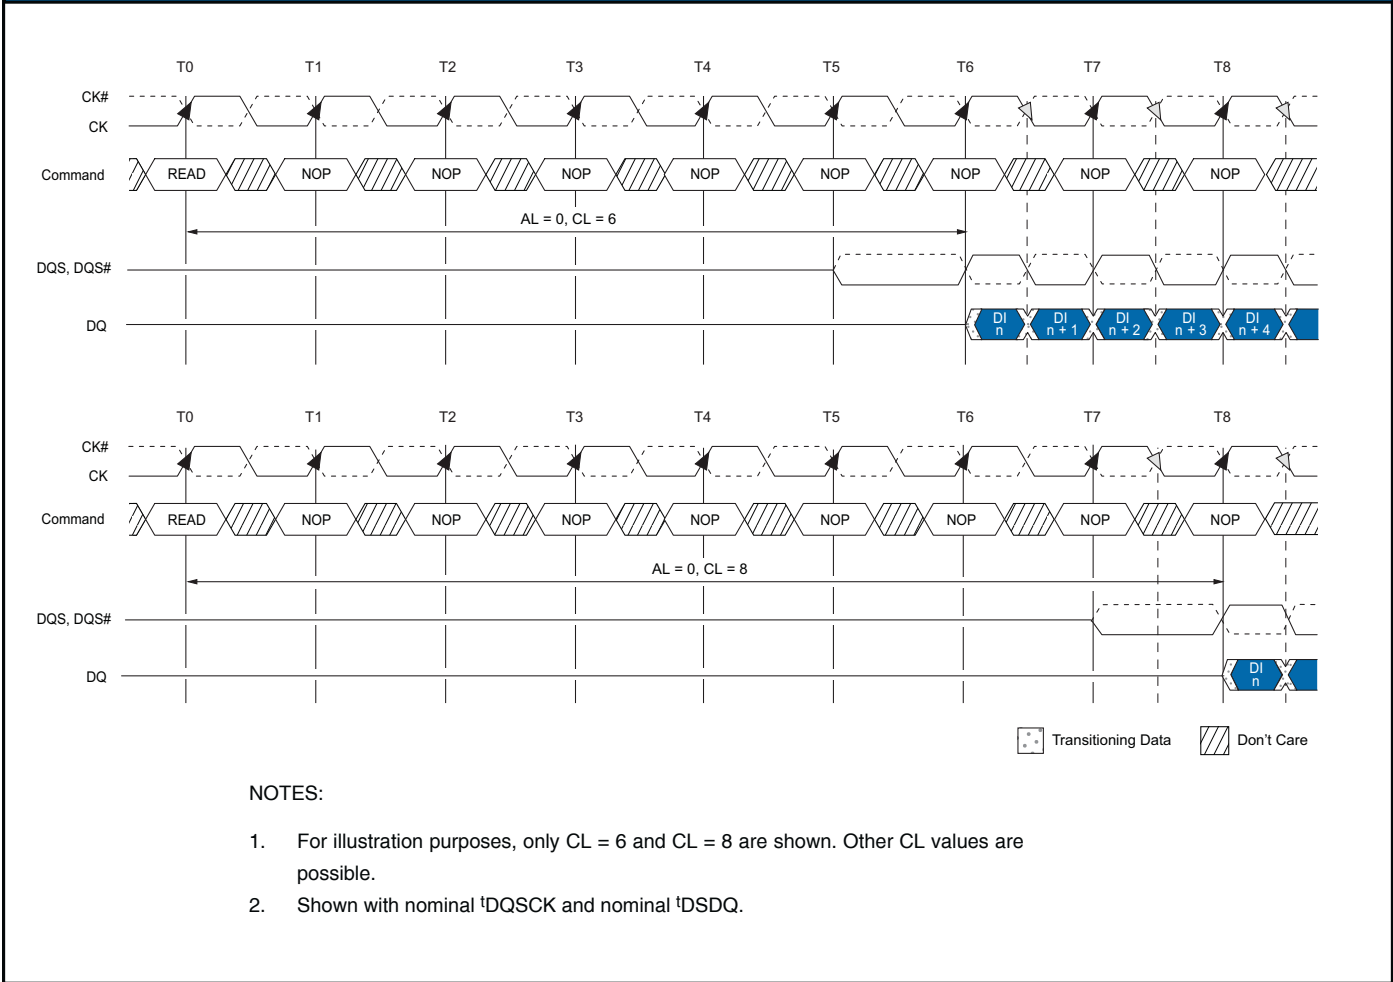 T0 T1 T2 T3 T4 T5 T6 T7 T8
CK#
CK
Command READ NOP NOP NOP NOP NOP NOP NOP NOP
AL = 0, CL = 6
DQS, DQS#
DQ DI n DI n + 1 DI n + 2 DI n + 3 DI n + 4
T0 T1 T2 T3 T4 T5 T6 T7 T8
CK#
CK
Command READ NOP NOP NOP NOP NOP NOP NOP NOP
AL = 0, CL = 8
DQS, DQS#
DQ DI n
Transitioning Data Don't Care
NOTES:
1. For illustration purposes, only CL = 6 and CL = 8 are shown. Other CL values are
possible.
2. Shown with nominal tDQSCK and nominal tDSDQ.